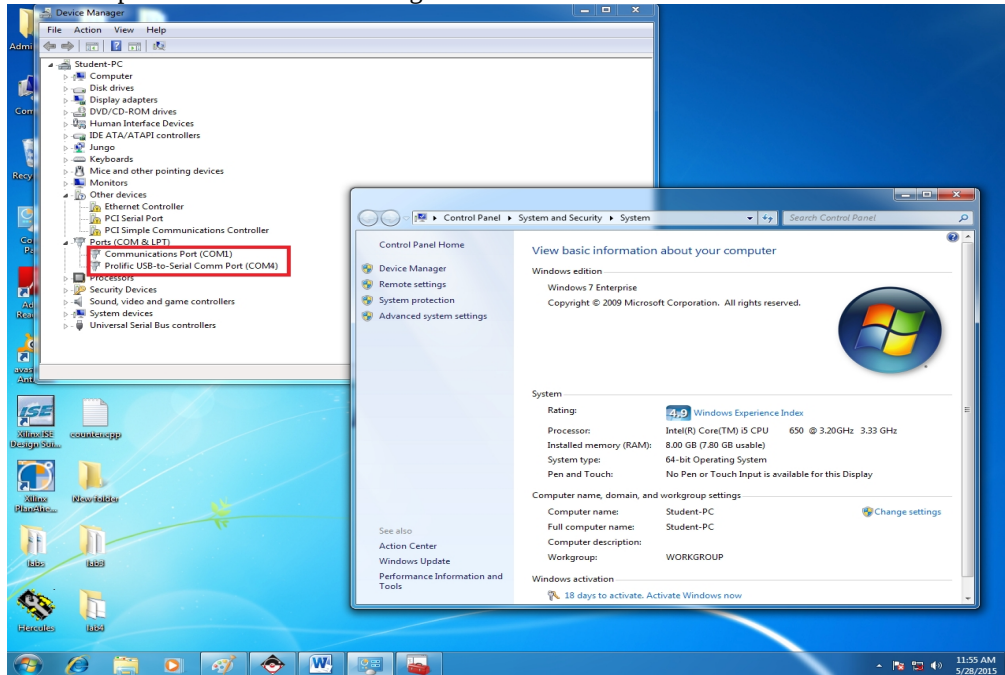 Device Manager
File Action View Help
Student-PC
Computer
Disk drives
Display adapters
DVD/CD-ROM drives
Human Interface Devices
IDE ATA/ATAPI controllers
Jungo
Keyboards
Mice and other pointing devices
Monitors
Other devices
Ethernet Controller
PCI Serial Port
PCI Simple Communications Controller
Ports (COM & LPT)
Communications Port (COM1)
Prolific USB-to-Serial Comm Port (COM4)
Processors
Security Devices
Sound, video and game controllers
System devices
Universal Serial Bus controllers
Control Panel ▸ System and Security ▸ System
Search Control Panel
Control Panel Home
Device Manager
Remote settings
System protection
Advanced system settings
See also
Action Center
Windows Update
Performance Information and
Tools
View basic information about your computer
Windows edition
Windows 7 Enterprise
Copyright © 2009 Microsoft Corporation. All rights reserved.
System
Rating: 4,9 Windows Experience Index
Processor: Intel(R) Core(TM) i5 CPU 650 @ 3.20GHz 3.33 GHz
Installed memory (RAM): 8.00 GB (7.80 GB usable)
System type: 64-bit Operating System
Pen and Touch: No Pen or Touch Input is available for this Display
Computer name, domain, and workgroup settings
Computer name: Student-PC
Change settings
Full computer name: Student-PC
Computer description:
Workgroup: WORKGROUP
Windows activation
18 days to activate. Activate Windows now
ISE
Xilinx ISE
Design Sui...
countercpp
Xilinx
PlanAhe...
New folder
labs
lab3
Hercules
lab4
11:55 AM
5/28/2015